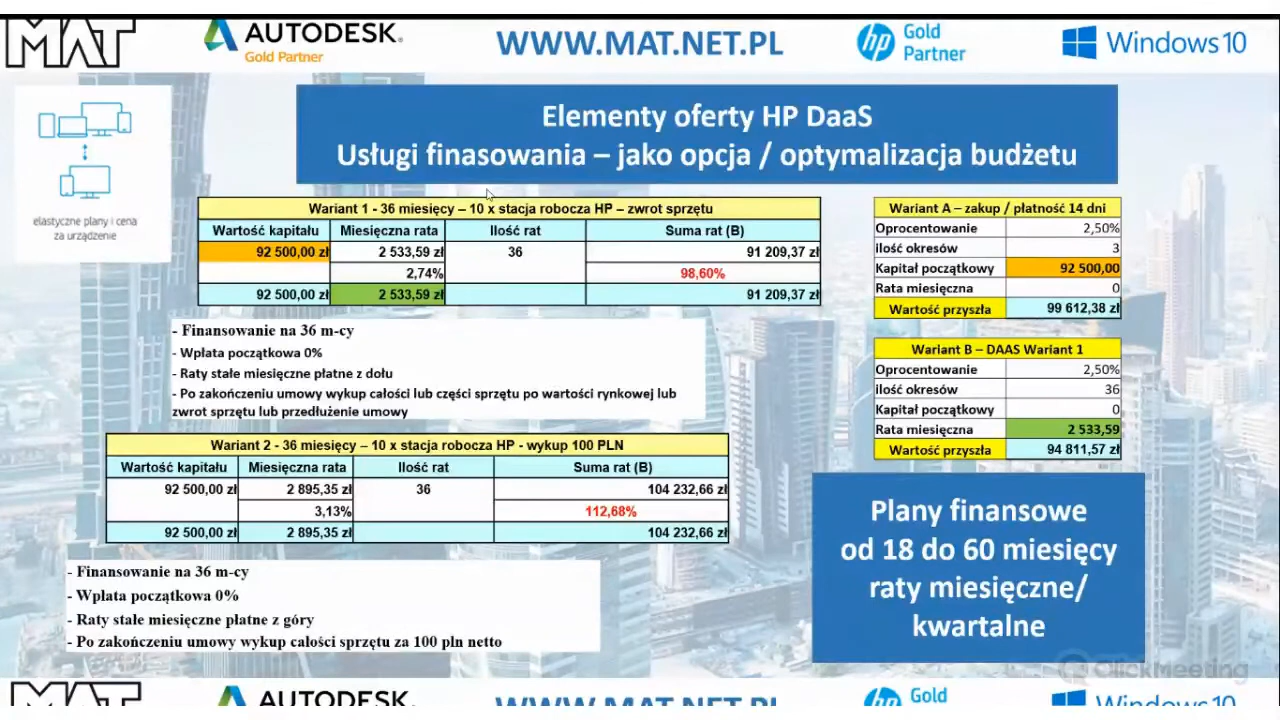 MAT
AUTODESK.
Gold Partner
WWW.MAT.NET.PL
hp
Gold
Partner
Windows 10
elastyczne plany i cena
za urządzenie
Elementy oferty HP DaaS
Usługi finasowania – jako opcja / optymalizacja budżetu
Wariant 1 - 36 miesięcy – 10 x stacja robocza HP – zwrot sprzętu
Wartość kapitału Miesięczna rata Ilość rat Suma rat (B)
92 500,00 zł 2 533,59 zł 36 91 209,37 zł
2,74% 98,60%
92 500,00 zł 2 533,59 zł 91 209,37 zł
- Finansowanie na 36 m-cy
- Wpłata początkowa 0%
- Raty stałe miesięczne płatne z dołu
- Po zakończeniu umowy wykup całości lub części sprzętu po wartości rynkowej lub
zwrot sprzętu lub przedłużenie umowy
Wariant 2 - 36 miesięcy – 10 x stacja robocza HP - wykup 100 PLN
Wartość kapitału Miesięczna rata Ilość rat Suma rat (B)
92 500,00 zł 2 895,35 zł 36 104 232,66 zł
3,13% 112,68%
92 500,00 zł 2 895,35 zł 104 232,66 zł
- Finansowanie na 36 m-cy
- Wpłata początkowa 0%
- Raty stałe miesięczne płatne z góry
- Po zakończeniu umowy wykup całości sprzętu za 100 pln netto
Wariant A – zakup / płatność 14 dni
Oprocentowanie 2,50%
ilość okresów 3
Kapitał początkowy 92 500,00
Rata miesięczna 0
Wartość przyszła 99 612,38 zł
Wariant B – DAAS Wariant 1
Oprocentowanie 2,50%
ilość okresów 36
Kapitał początkowy 0
Rata miesięczna 2 533,59
Wartość przyszła 94 811,57 zł
Plany finansowe
od 18 do 60 miesięcy
raty miesięczne/
kwartalne
ClickMeeting
MAT
AUTODESK.
WWW.MAT.NET.PL
hp
Gold
Windows 10